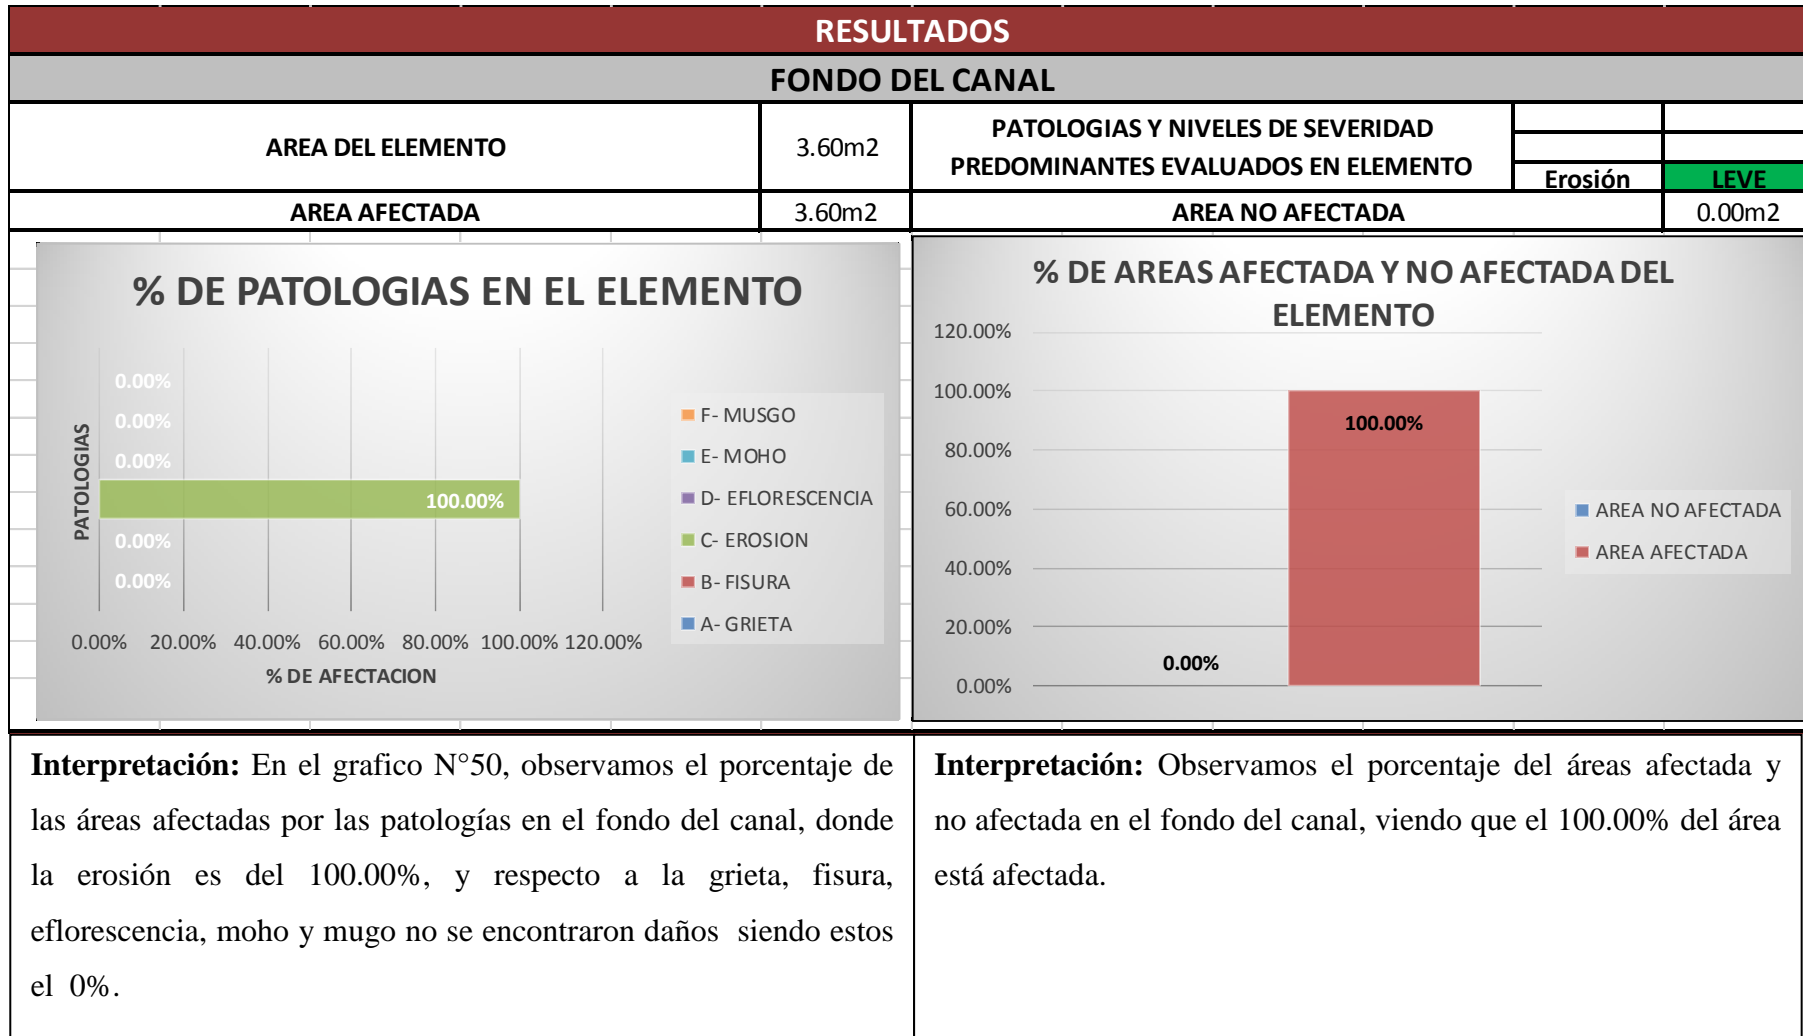 RESULTADOS
FONDO DEL CANAL
AREA DEL ELEMENTO
3.60m2
PATOLOGIAS Y NIVELES DE SEVERIDAD
PREDOMINANTES EVALUADOS EN ELEMENTO
Erosión
LEVE
AREA AFECTADA
3.60m2
AREA NO AFECTADA
0.00m2
% DE PATOLOGIAS EN EL ELEMENTO
PATOLOGIAS
0.00%
0.00%
0.00%
100.00%
0.00%
0.00%
0.00% 20.00% 40.00% 60.00% 80.00% 100.00% 120.00%
% DE AFECTACION
F- MUSGO
E- MOHO
D- EFLORESCENCIA
C- EROSION
B- FISURA
A- GRIETA
% DE AREAS AFECTADA Y NO AFECTADA DEL
ELEMENTO
120.00%
100.00%
80.00%
60.00%
40.00%
20.00%
0.00%
100.00%
0.00%
AREA NO AFECTADA
AREA AFECTADA
Interpretación: En el grafico N°50, observamos el porcentaje de
las áreas afectadas por las patologías en el fondo del canal, donde
la erosión es del 100.00%, y respecto a la grieta, fisura,
eflorescencia, moho y mugo no se encontraron daños siendo estos
el 0%.
Interpretación: Observamos el porcentaje del áreas afectada y
no afectada en el fondo del canal, viendo que el 100.00% del área
está afectada.